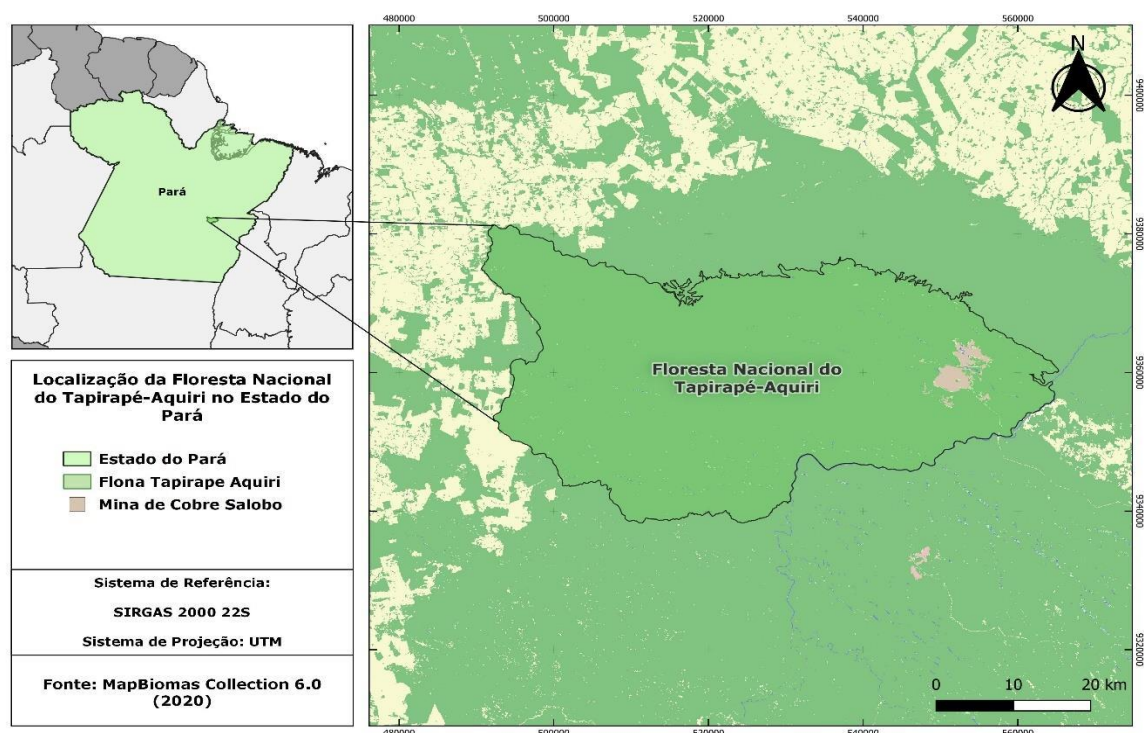 Pará
Localização da Floresta Nacional
do Tapirapé-Aquiri no Estado do
Pará
Estado do Pará
Flona Tapirape Aquiri
Mina de Cobre Salobo
Sistema de Referência:
SIRGAS 2000 22S
Sistema de Projeção: UTM
Fonte: MapBiomas Collection 6.0
(2020)
480000 500000 520000 540000 560000
N
9400000
9380000
9360000
9340000
9320000
Floresta Nacional do
Tapirapé-Aquiri
0 10 20 km
480000 500000 520000 540000 560000